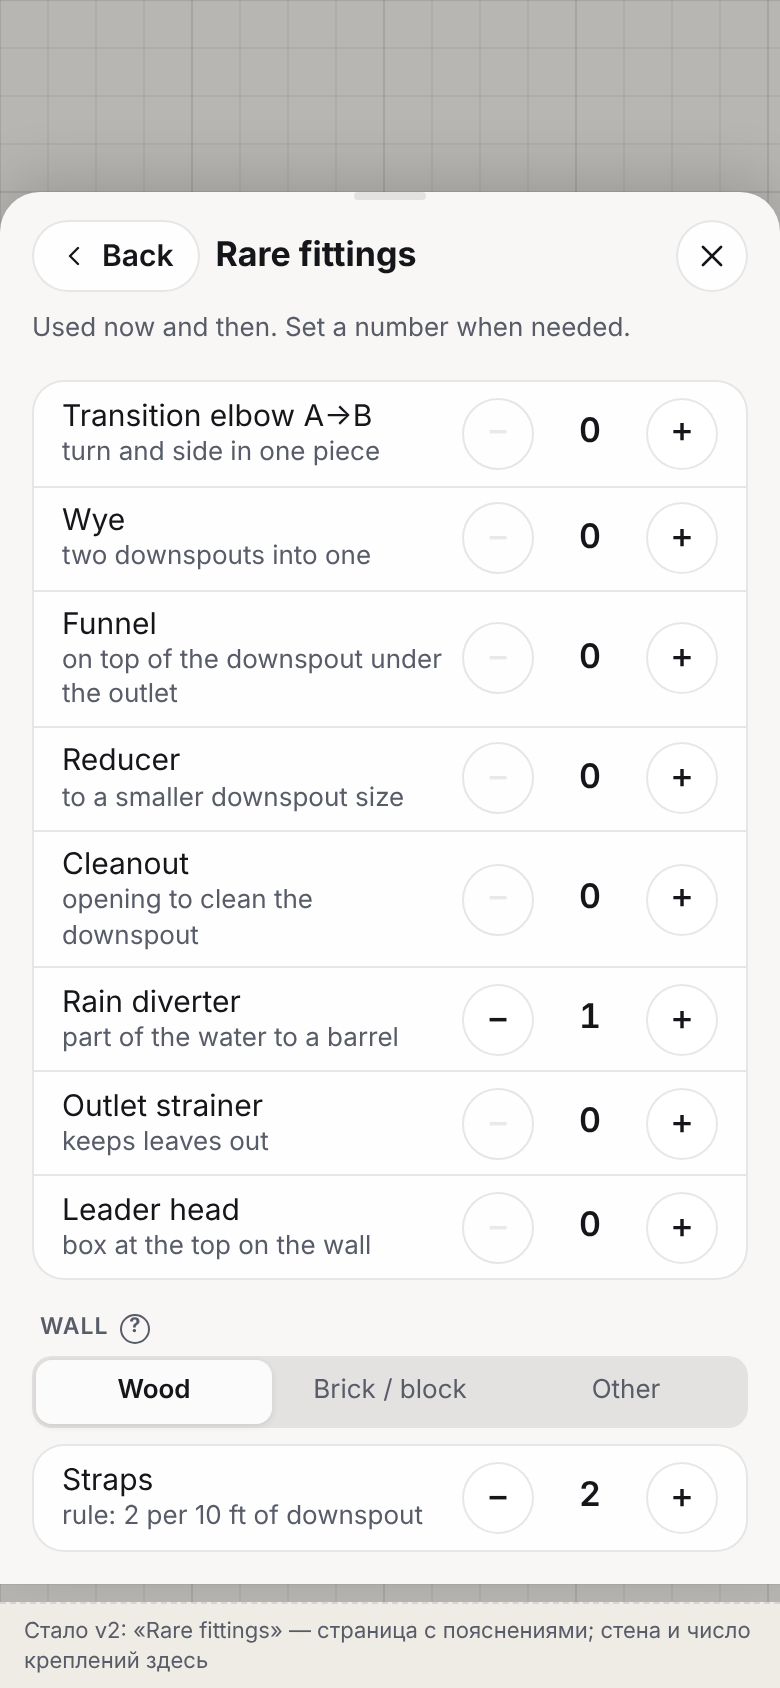 Back Rare fittings
Used now and then. Set a number when needed.
Transition elbow A→B
turn and side in one piece
− 0 +
Wye
two downspouts into one
− 0 +
Funnel
on top of the downspout under
the outlet
− 0 +
Reducer
to a smaller downspout size
− 0 +
Cleanout
opening to clean the
downspout
− 0 +
Rain diverter
part of the water to a barrel
− 1 +
Outlet strainer
keeps leaves out
− 0 +
Leader head
box at the top on the wall
− 0 +
WALL ?
Wood Brick / block Other
Straps
rule: 2 per 10 ft of downspout
− 2 +
Стало v2: «Rare fittings» — страница с пояснениями; стена и число
креплений здесь